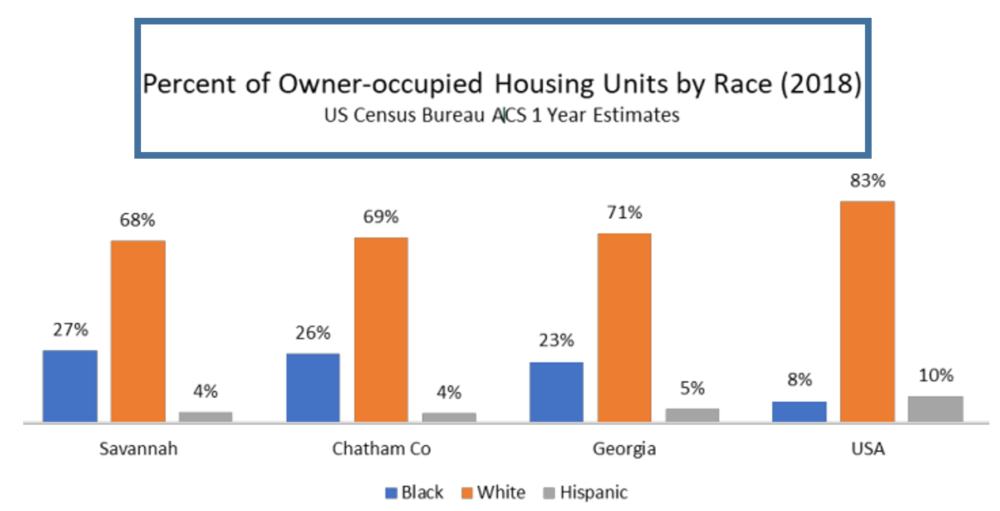 Percent of Owner-occupied Housing Units by Race (2018)
US Census Bureau ACS 1 Year Estimates
83%
68%
69%
71%
27%
26%
23%
4%
4%
5%
8%
10%
Savannah
Chatham Co
Georgia
USA
Black
White
Hispanic